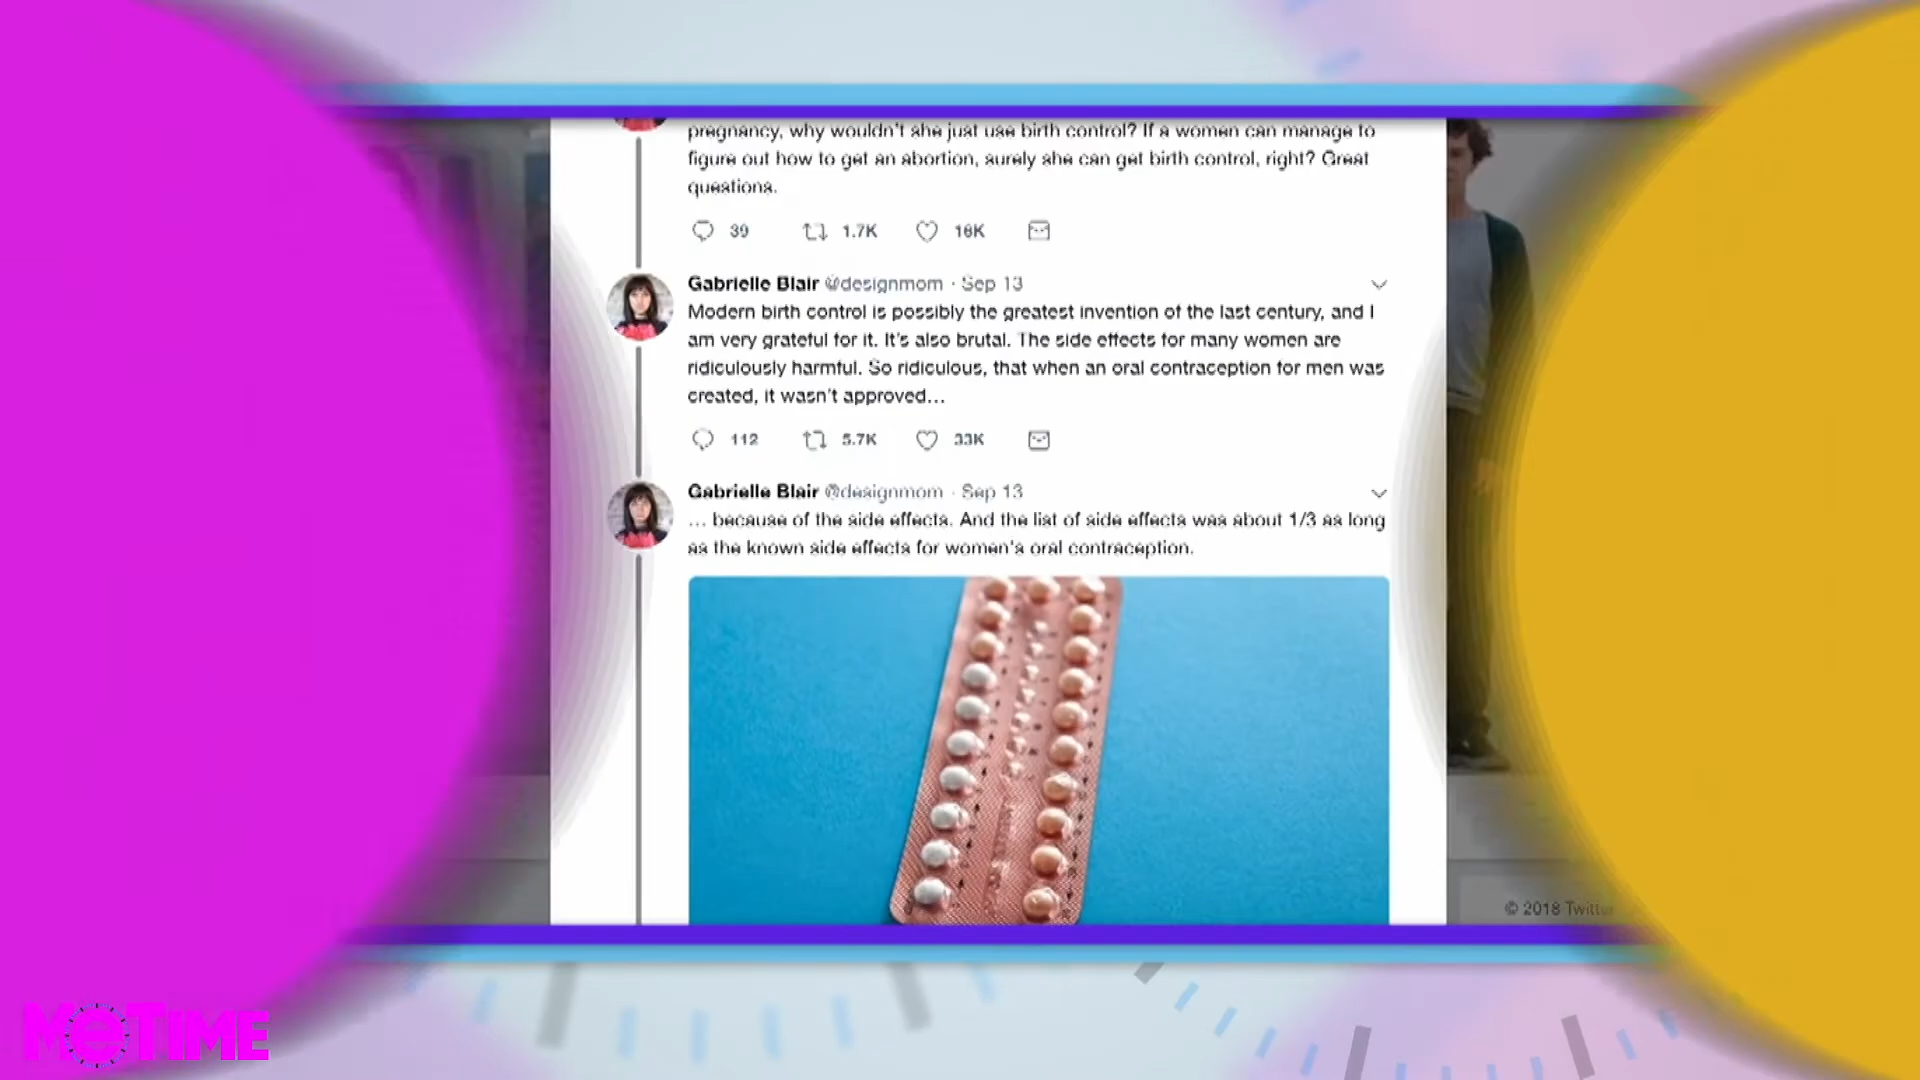 pregnancy, why wouldn't she just use birth control? If a women can manage to
figure out how to get an abortion, surely she can get birth control, right? Great
questions.
39 1.7K 16K
Gabrielle Blair @designmom · Sep 13
Modern birth control is possibly the greatest invention of the last century, and I
am very grateful for it. It's also brutal. The side effects for many women are
ridiculously harmful. So ridiculous, that when an oral contraception for men was
created, it wasn't approved...
112 5.7K 33K
Gabrielle Blair @designmom · Sep 13
... because of the side effects. And the list of side effects was about 1/3 as long
as the known side effects for women's oral contraception.
© 2018 Twitter
MeTIME